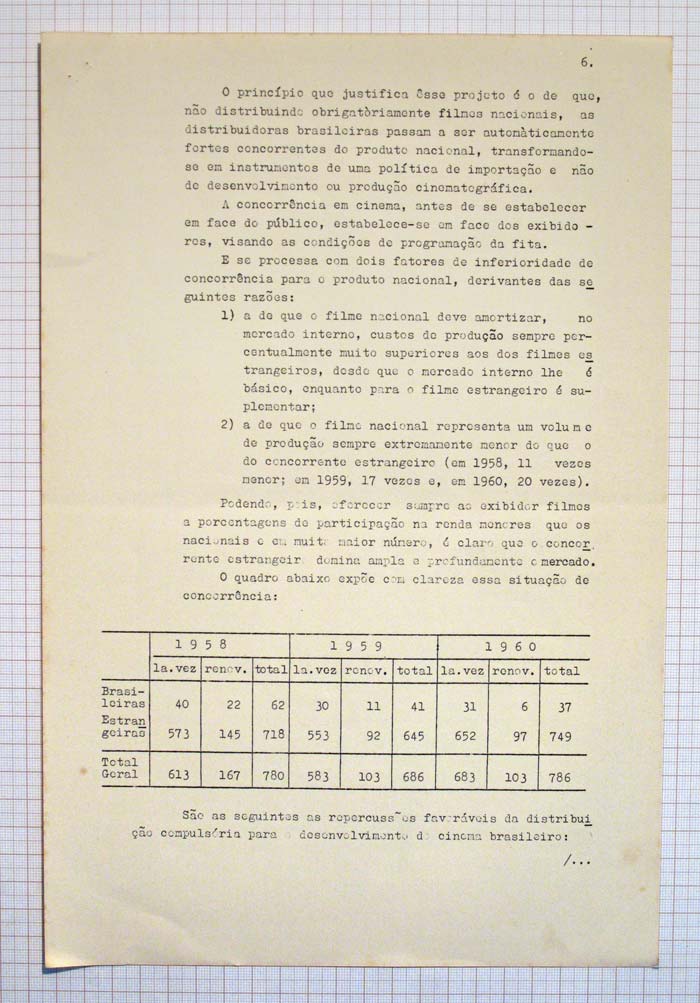 6.
O princípio que justifica êsse projeto é o de que,
não distribuindo obrigatòriamente filmes nacionais, as
distribuidoras brasileiras passam a ser automàticamente
fortes concorrentes do produto nacional, transformando-
se em instrumentos de uma política de importação e não
de desenvolvimento ou produção cinematográfica.
A concorrência em cinema, antes de se estabelecer
em face do público, estabelece-se em face dos exibido -
res, visando as condições de programação da fita.
E se processa com dois fatores de inferioridade de
concorrência para o produto nacional, derivantes das se
guintes razões:
1) a de que o filme nacional deve amortizar, no
mercado interno, custos de produção sempre per-
centualmente muito superiores aos dos filmes es
trangeiros, desde que o mercado interno lhe é
básico, enquanto para o filme estrangeiro é su-
plementar;
2) a de que o filme nacional representa um volume
de produção sempre extremamente menor do que o
do concorrente estrangeiro (em 1958, 11 vezes
menor; em 1959, 17 vezes e, em 1960, 20 vezes).
Podendo, pois, oferecer sempre ao exibidor filmes
a porcentagens de participação na renda menores que os
nacionais e em muito maior número, é claro que o concor
rente estrangeiro domina ampla e profundamente o mercado.
O quadro abaixo expõe com clareza essa situação de
concorrência:
1 9 5 8 1 9 5 9 1 9 6 0
1a.vez renov. total 1a.vez renov. total 1a.vez renov. total
Brasi-
leiras 40 22 62 30 11 41 31 6 37
Estran
geiras 573 145 718 553 92 645 652 97 749
Total
Geral 613 167 780 583 103 686 683 103 786
São as seguintes as repercussões favoráveis da distribui
ção compulsória para o desenvolvimento do cinema brasileiro:
/...